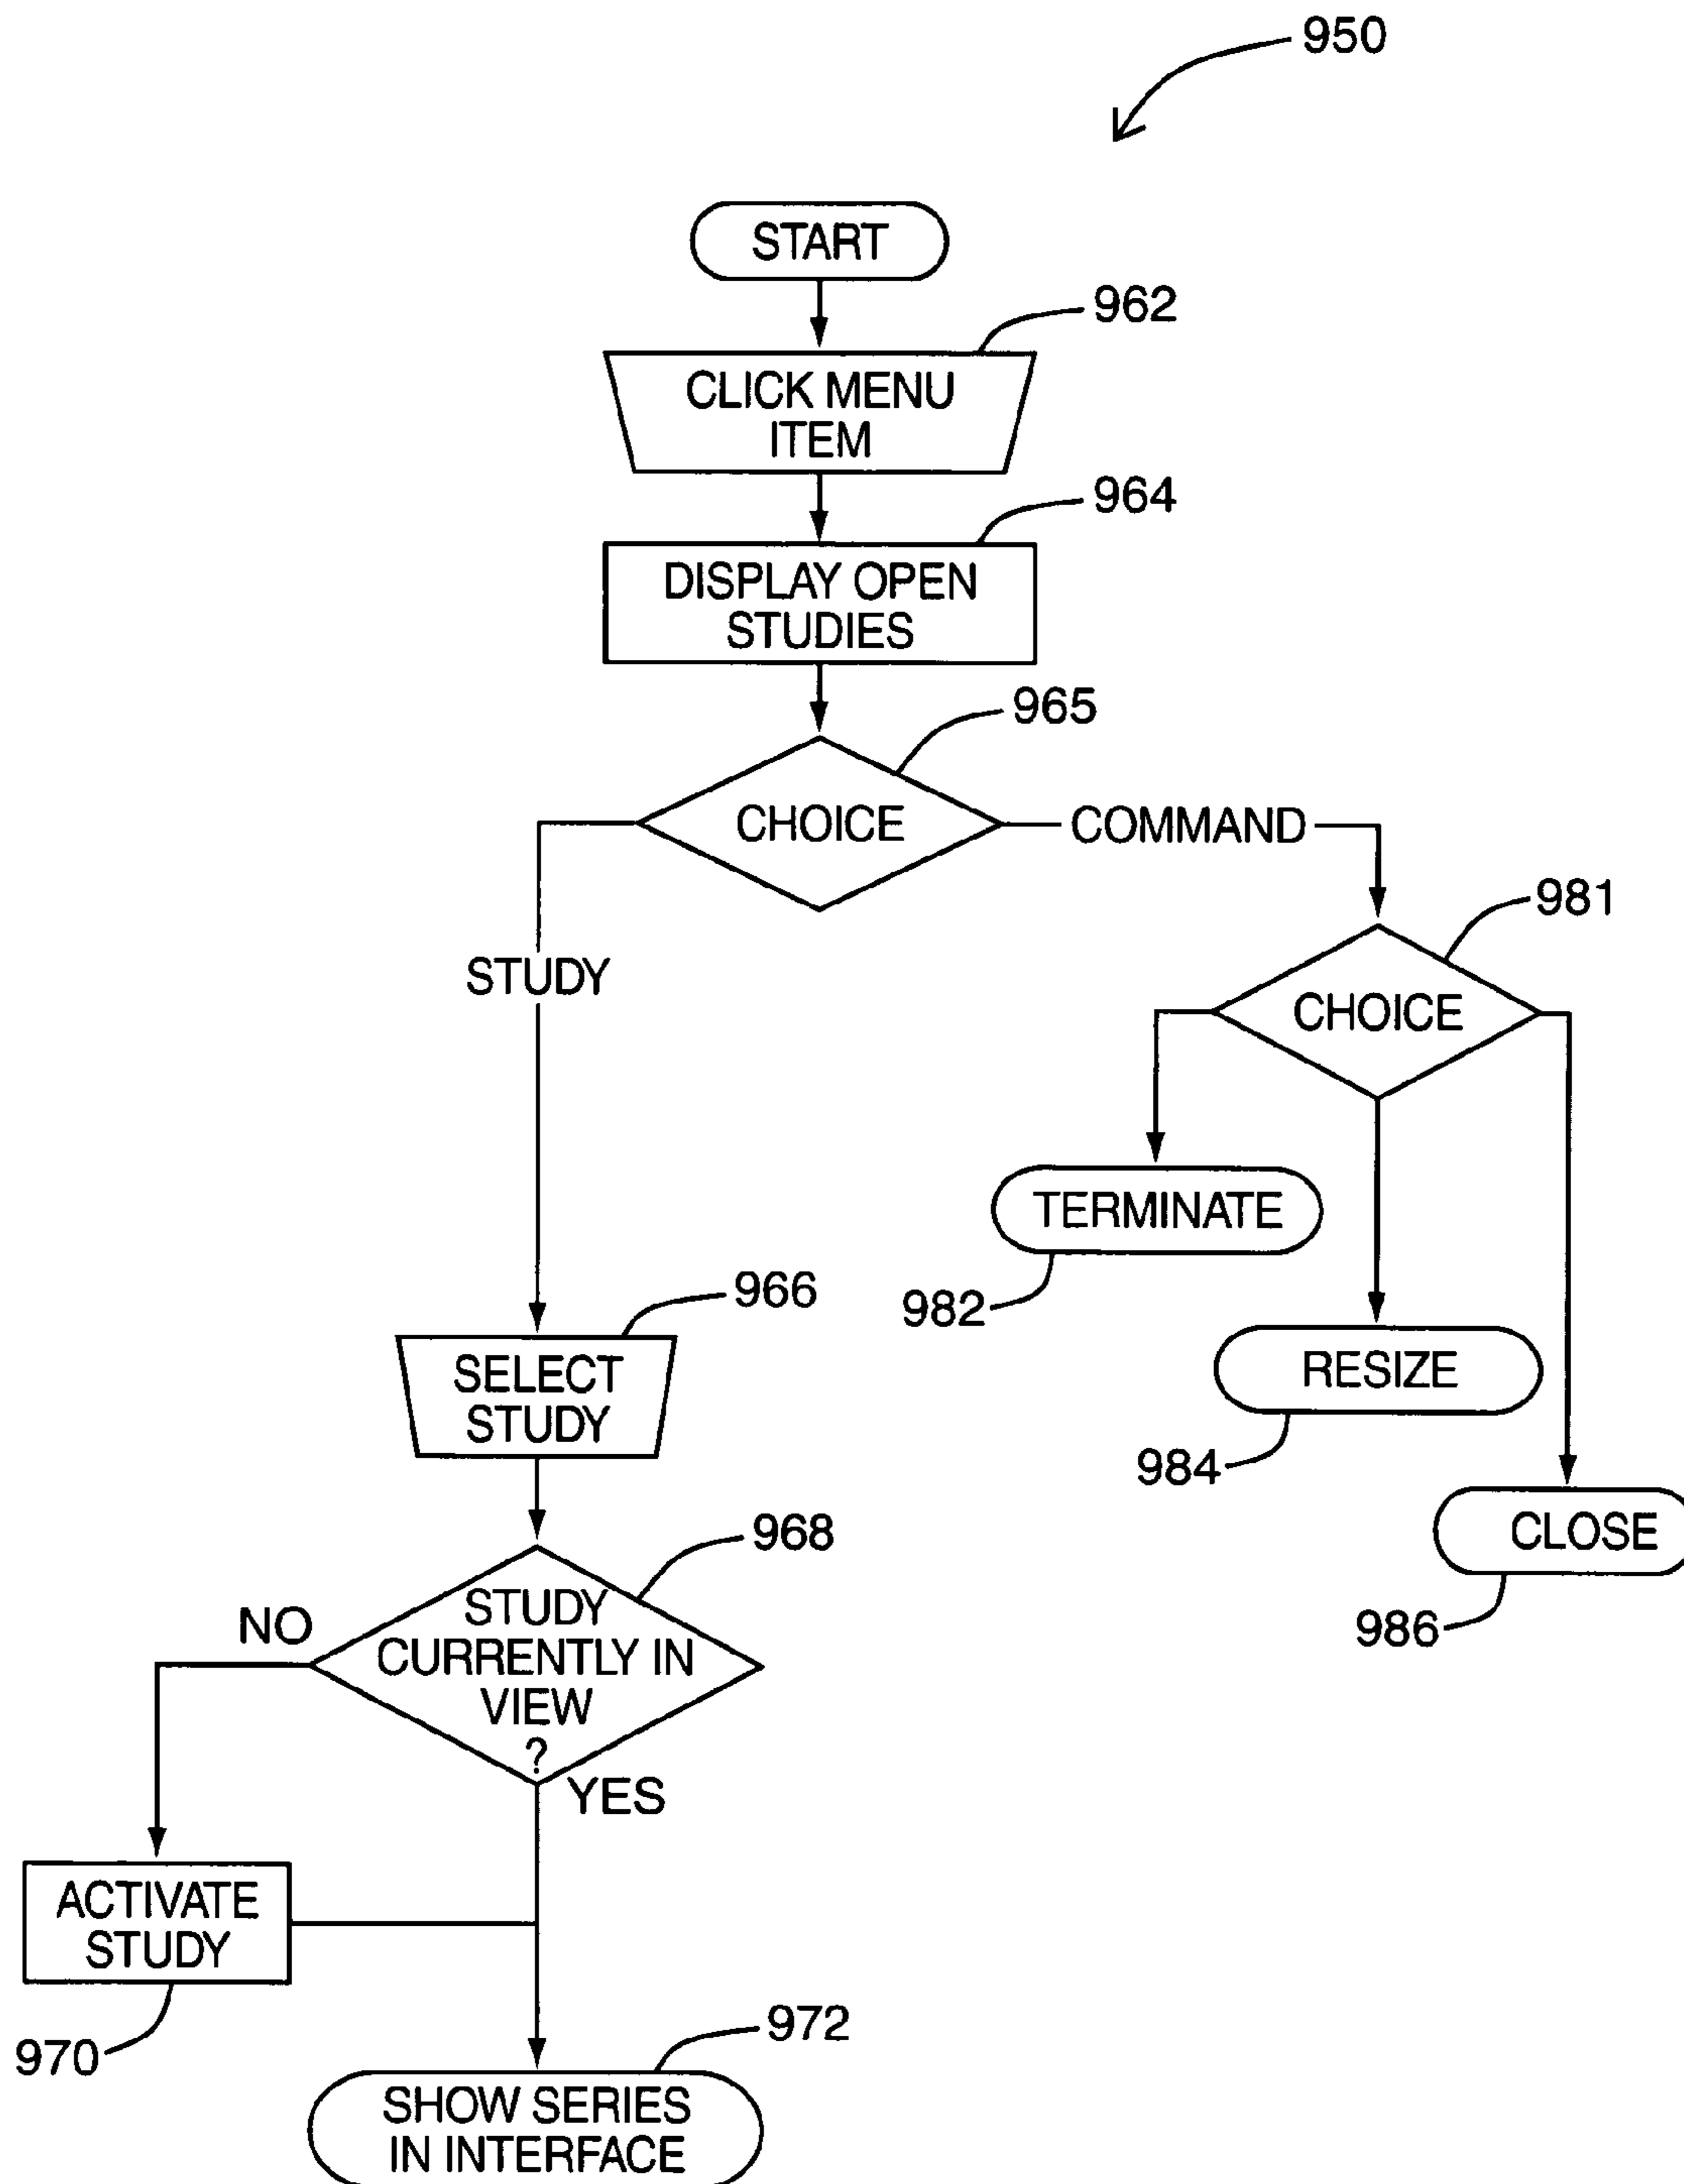 950
START
962
CLICK MENU
ITEM
964
DISPLAY OPEN
STUDIES
965
CHOICE
COMMAND
981
STUDY
CHOICE
TERMINATE
982
966
SELECT
STUDY
RESIZE
984
968
CLOSE
986
NO
STUDY
CURRENTLY IN
VIEW
?
YES
ACTIVATE
STUDY
970
972
SHOW SERIES
IN INTERFACE